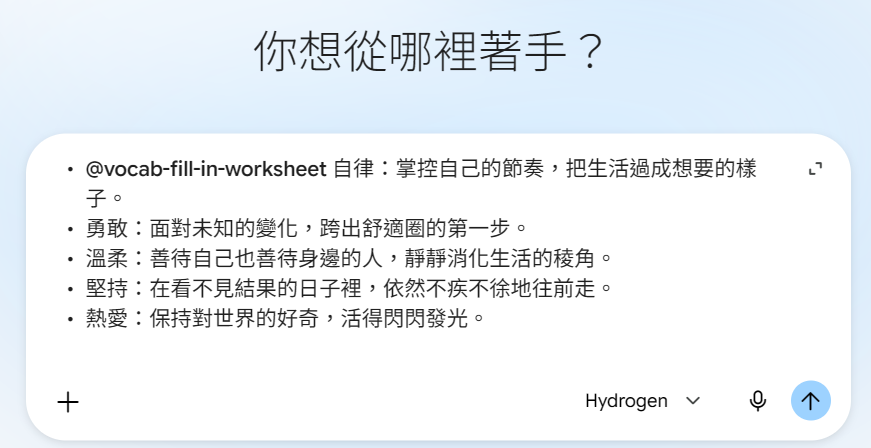 你想從哪裡著手？
• @vocab-fill-in-worksheet 自律：掌控自己的節奏，把生活過成想要的樣
子。
• 勇敢：面對未知的變化，跨出舒適圈的第一步。
• 溫柔：善待自己也善待身邊的人，靜靜消化生活的稜角。
• 堅持：在看不見結果的日子裡，依然不疾不徐地往前走。
• 熱愛：保持對世界的好奇，活得閃閃發光。
Hydrogen